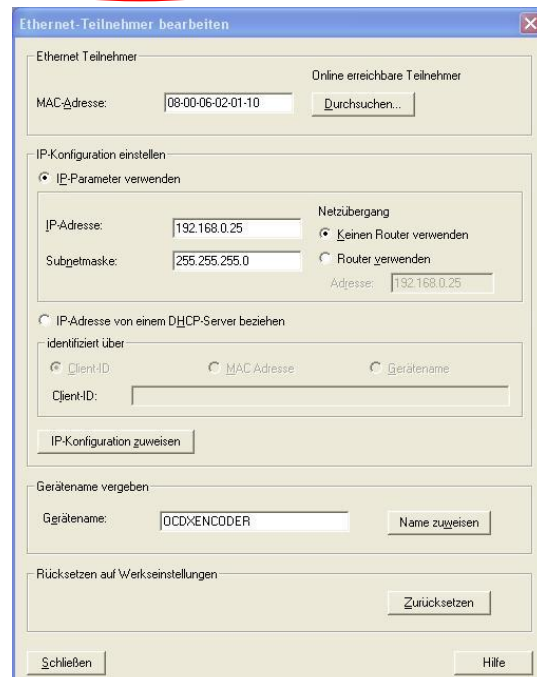 Ethernet-Teilnehmer bearbeiten
Ethernet Teilnehmer
Online erreichbare Teilnehmer
MAC-Adresse: 08-00-06-02-01-10 Durchsuchen...
IP-Konfiguration einstellen
IP-Parameter verwenden
Netzübergang
IP-Adresse: 192.168.0.25 Keinen Router verwenden
Subnetmaske: 255.255.255.0 Router verwenden
Adresse: 192.168.0.25
IP-Adresse von einem DHCP-Server beziehen
identifiziert über
Client-ID MAC Adresse Gerätename
Client-ID:
IP-Konfiguration zuweisen
Gerätename vergeben
Gerätename: OCDXENCODER Name zuweisen
Rücksetzen auf Werkseinstellungen
Zurücksetzen
Schließen Hilfe